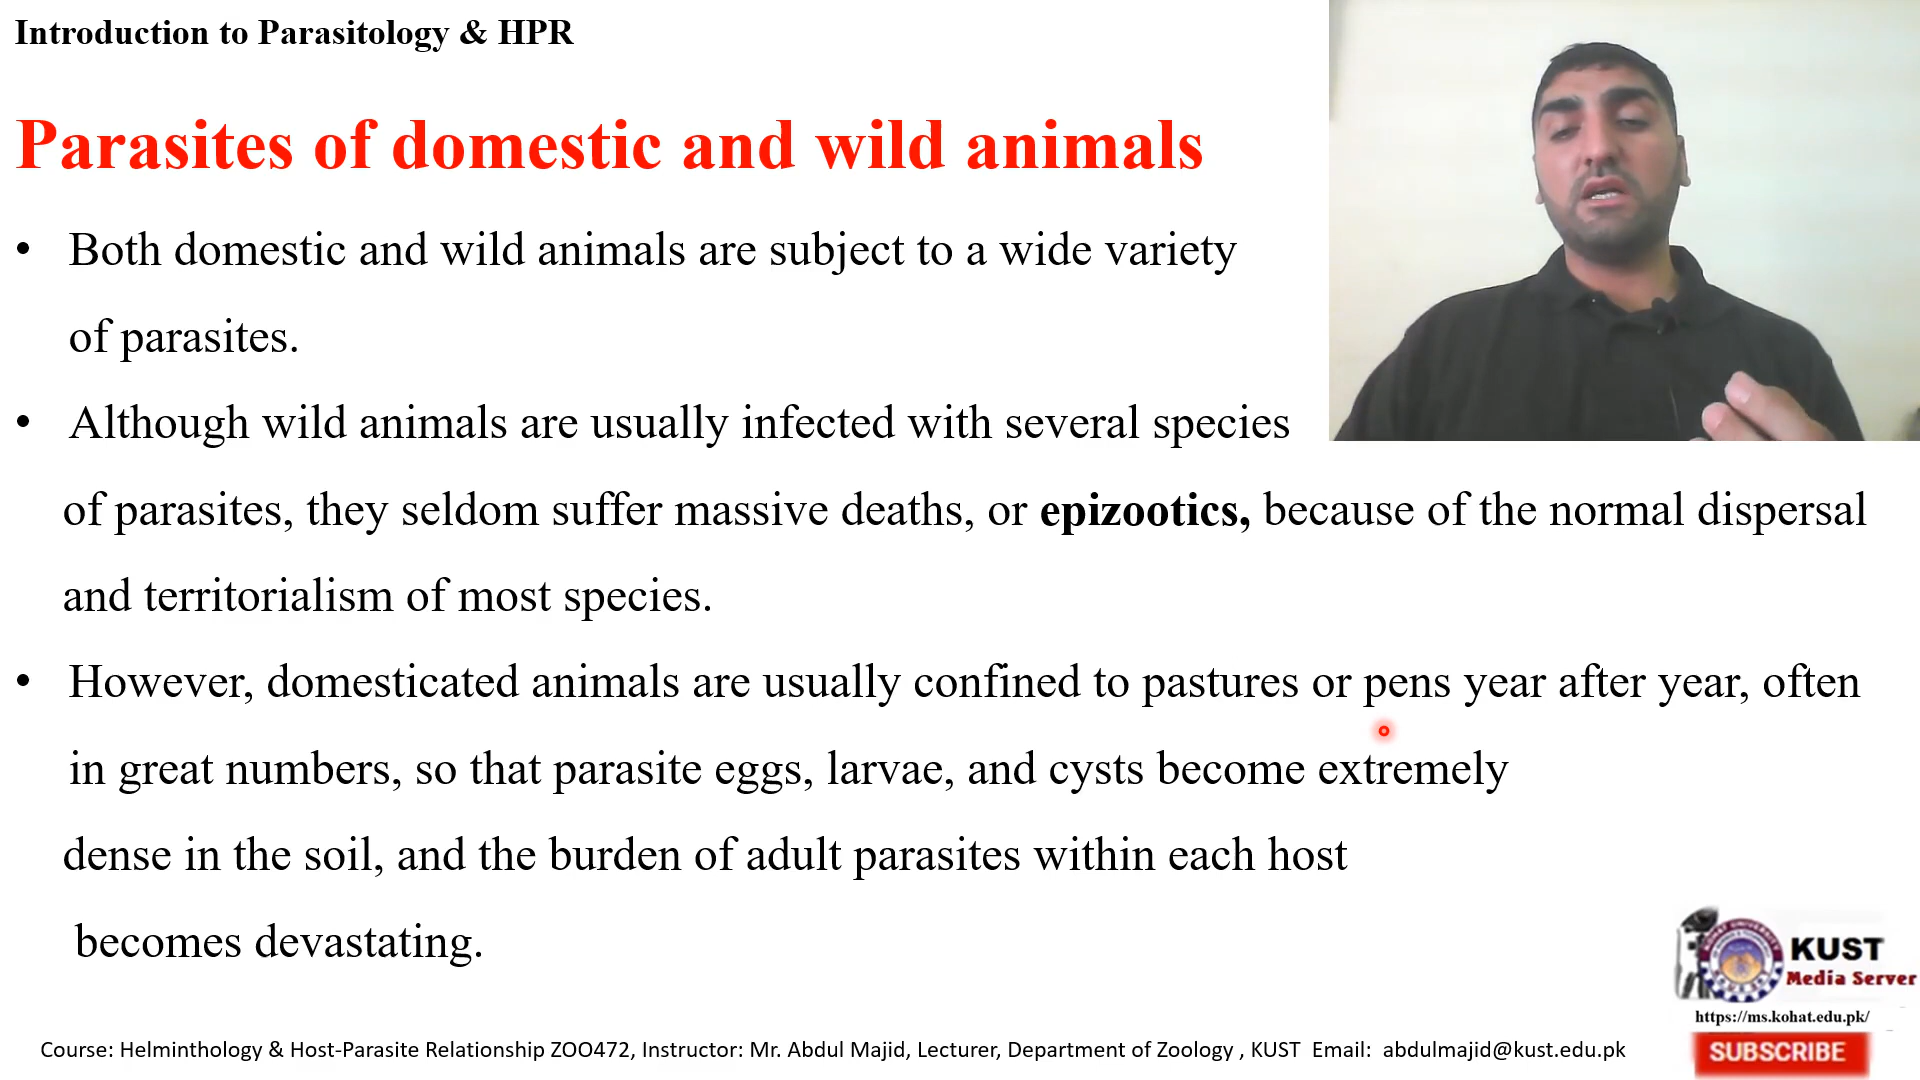 Introduction to Parasitology & HPR
Parasites of domestic and wild animals
• Both domestic and wild animals are subject to a wide variety
of parasites.
• Although wild animals are usually infected with several species
of parasites, they seldom suffer massive deaths, or epizootics, because of the normal dispersal
and territorialism of most species.
• However, domesticated animals are usually confined to pastures or pens year after year, often
in great numbers, so that parasite eggs, larvae, and cysts become extremely
dense in the soil, and the burden of adult parasites within each host
becomes devastating.
KUST
Media Server
https://ms.kohat.edu.pk/
SUBSCRIBE
Course: Helminthology & Host-Parasite Relationship ZOO472, Instructor: Mr. Abdul Majid, Lecturer, Department of Zoology , KUST Email: abdulmajid@kust.edu.pk